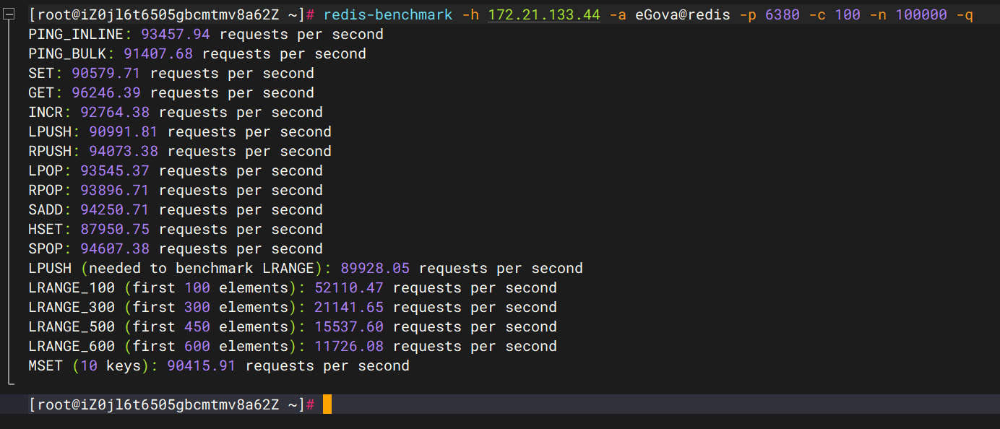 [root@iZ0jl6t6505gbcmtmv8a62Z ~]# redis-benchmark -h 172.21.133.44 -a eGova@redis -p 6380 -c 100 -n 100000 -q
PING_INLINE: 93457.94 requests per second
PING_BULK: 91407.68 requests per second
SET: 90579.71 requests per second
GET: 96246.39 requests per second
INCR: 92764.38 requests per second
LPUSH: 90991.81 requests per second
RPUSH: 94073.38 requests per second
LPOP: 93545.37 requests per second
RPOP: 93896.71 requests per second
SADD: 94250.71 requests per second
HSET: 87950.75 requests per second
SPOP: 94607.38 requests per second
LPUSH (needed to benchmark LRANGE): 89928.05 requests per second
LRANGE_100 (first 100 elements): 52110.47 requests per second
LRANGE_300 (first 300 elements): 21141.65 requests per second
LRANGE_500 (first 450 elements): 15537.60 requests per second
LRANGE_600 (first 600 elements): 11726.08 requests per second
MSET (10 keys): 90415.91 requests per second
[root@iZ0jl6t6505gbcmtmv8a62Z ~]#